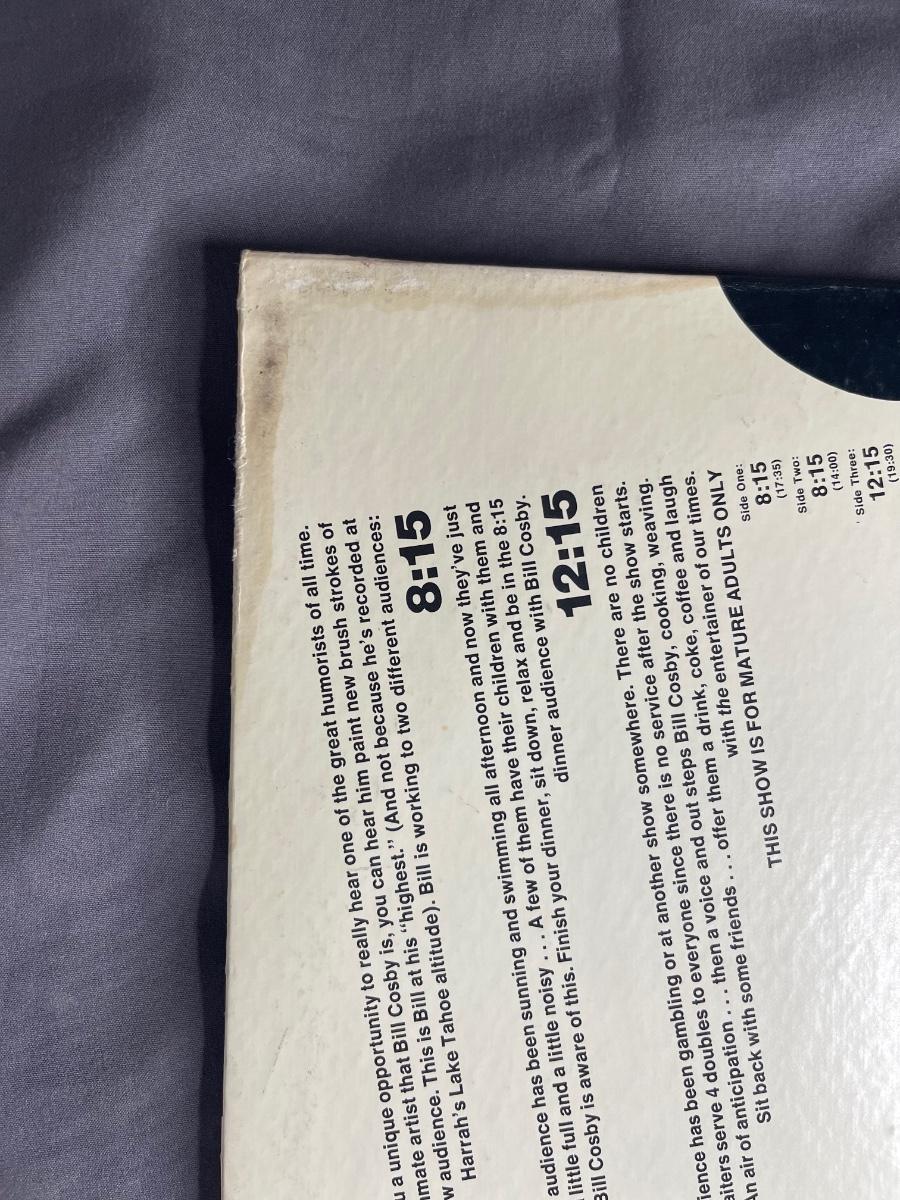 u a unique opportunity to really hear one of the great humorists of all time.
mate artist that Bill Cosby is, you can hear him paint new brush strokes of
w audience. This is Bill at his "highest." (And not because he's recorded at
Harrah's Lake Tahoe altitude). Bill is working to two different audiences:
8:15
audience has been sunning and swimming all afternoon and now they've just
little full and a little noisy . . . A few of them have their children with them and
Bill Cosby is aware of this. Finish your dinner, sit down, relax and be in the 8:15
dinner audience with Bill Cosby.
12:15
ience has been gambling or at another show somewhere. There are no children
iters serve 4 doubles to everyone since there is no service after the show starts.
An air of anticipation . . . then a voice and out steps Bill Cosby, cooking, weaving.
Sit back with some friends . . . offer them a drink, coke, coffee and laugh
with the entertainer of our times.
THIS SHOW IS FOR MATURE ADULTS ONLY
Side One:
8:15
(17:35)
Side Two:
8:15
(14:00)
Side Three:
12:15
(19:30)